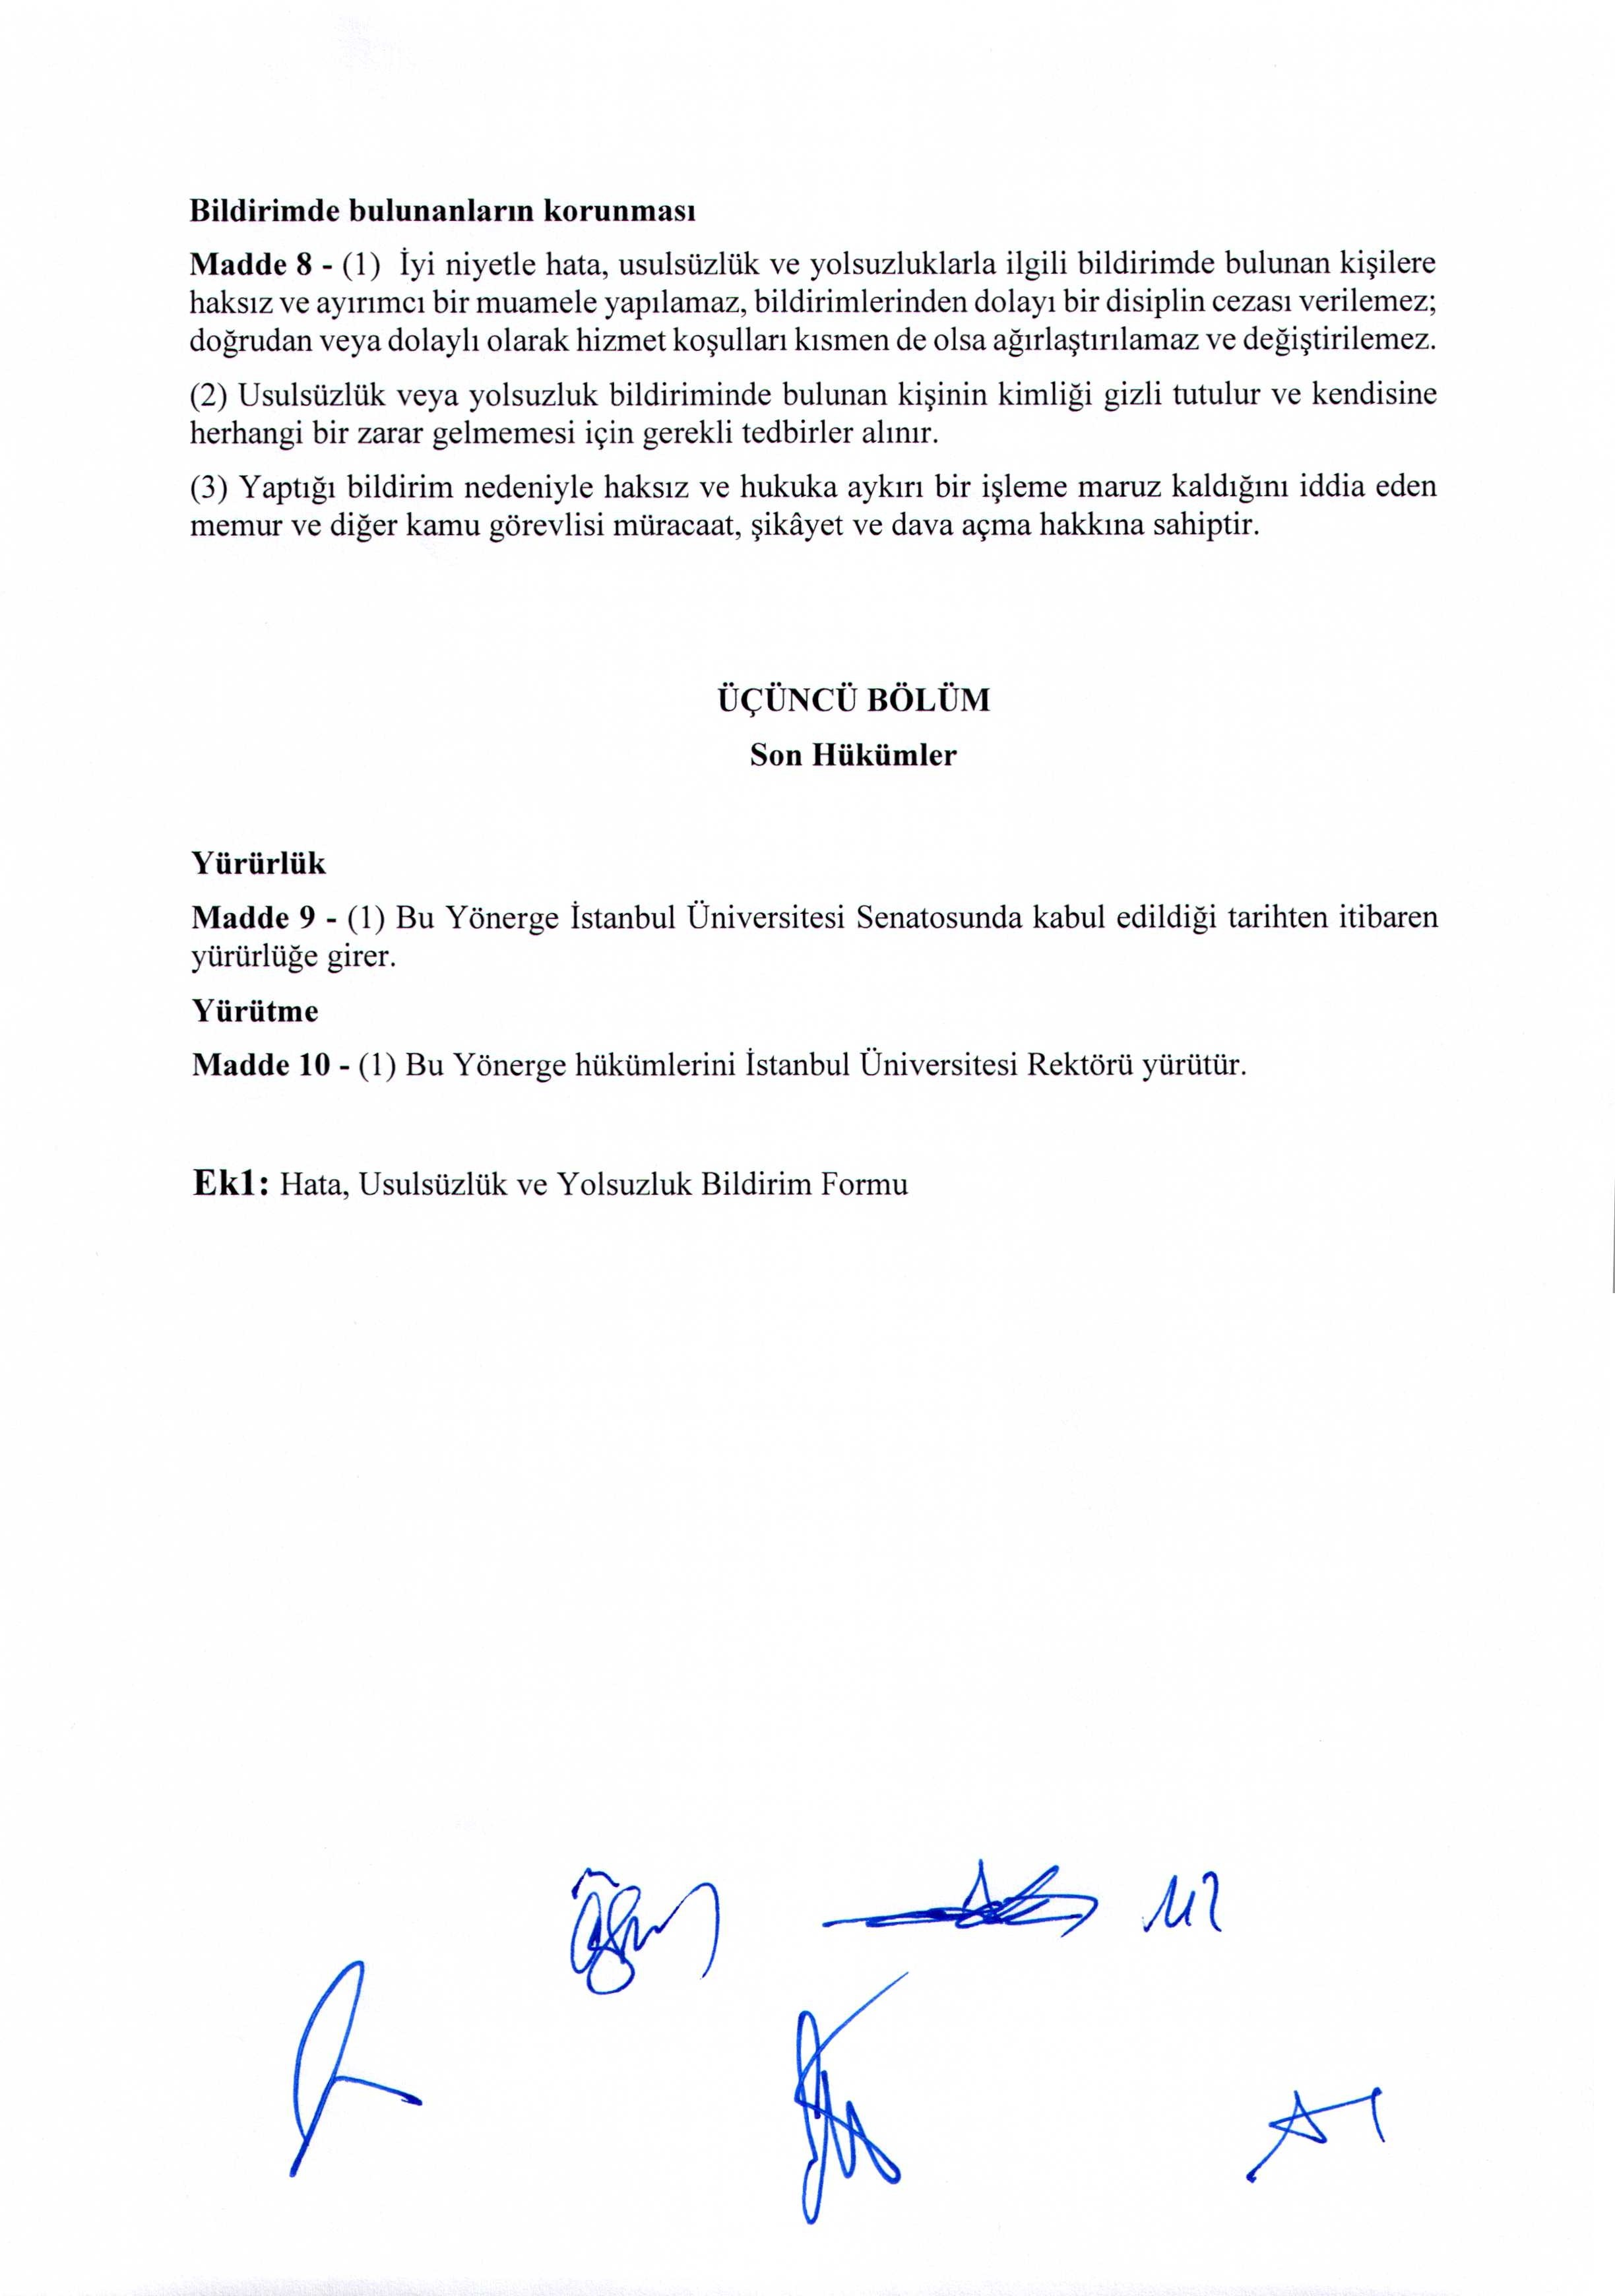 Bildirimde bulunanların korunması
Madde 8 - (1) İyi niyetle hata, usulsüzlük ve yolsuzluklarla ilgili bildirimde bulunan kişilere
haksız ve ayırımcı bir muamele yapılamaz, bildirimlerinden dolayı bir disiplin cezası verilemez;
doğrudan veya dolaylı olarak hizmet koşulları kısmen de olsa ağırlaştırılamaz ve değiştirilemez.
(2) Usulsüzlük veya yolsuzluk bildiriminde bulunan kişinin kimliği gizli tutulur ve kendisine
herhangi bir zarar gelmemesi için gerekli tedbirler alınır.
(3) Yaptığı bildirim nedeniyle haksız ve hukuka aykırı bir işleme maruz kaldığını iddia eden
memur ve diğer kamu görevlisi müracaat, şikâyet ve dava açma hakkına sahiptir.
ÜÇÜNCÜ BÖLÜM
Son Hükümler
Yürürlük
Madde 9 - (1) Bu Yönerge İstanbul Üniversitesi Senatosunda kabul edildiği tarihten itibaren
yürürlüğe girer.
Yürütme
Madde 10 - (1) Bu Yönerge hükümlerini İstanbul Üniversitesi Rektörü yürütür.
Ek1: Hata, Usulsüzlük ve Yolsuzluk Bildirim Formu